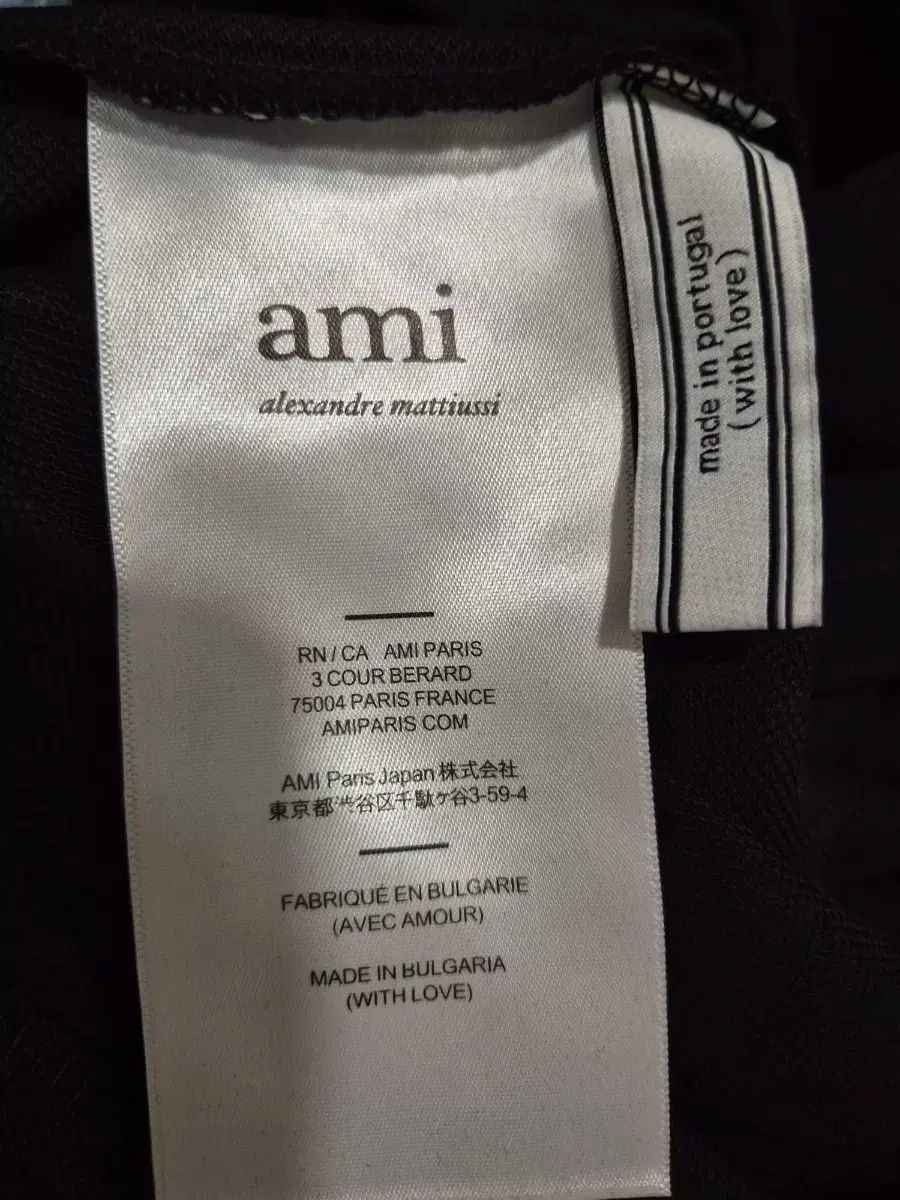 ami
alexandre mattiussi
RN / CA AMI PARIS
3 COUR BERARD
75004 PARIS FRANCE
AMIPARIS COM
AMI Paris Japan 株式会社
東京都渋谷区千駄ケ谷3-59-4
FABRIQUÉ EN BULGARIE
(AVEC AMOUR)
MADE IN BULGARIA
(WITH LOVE)
made in portugal
(with love)